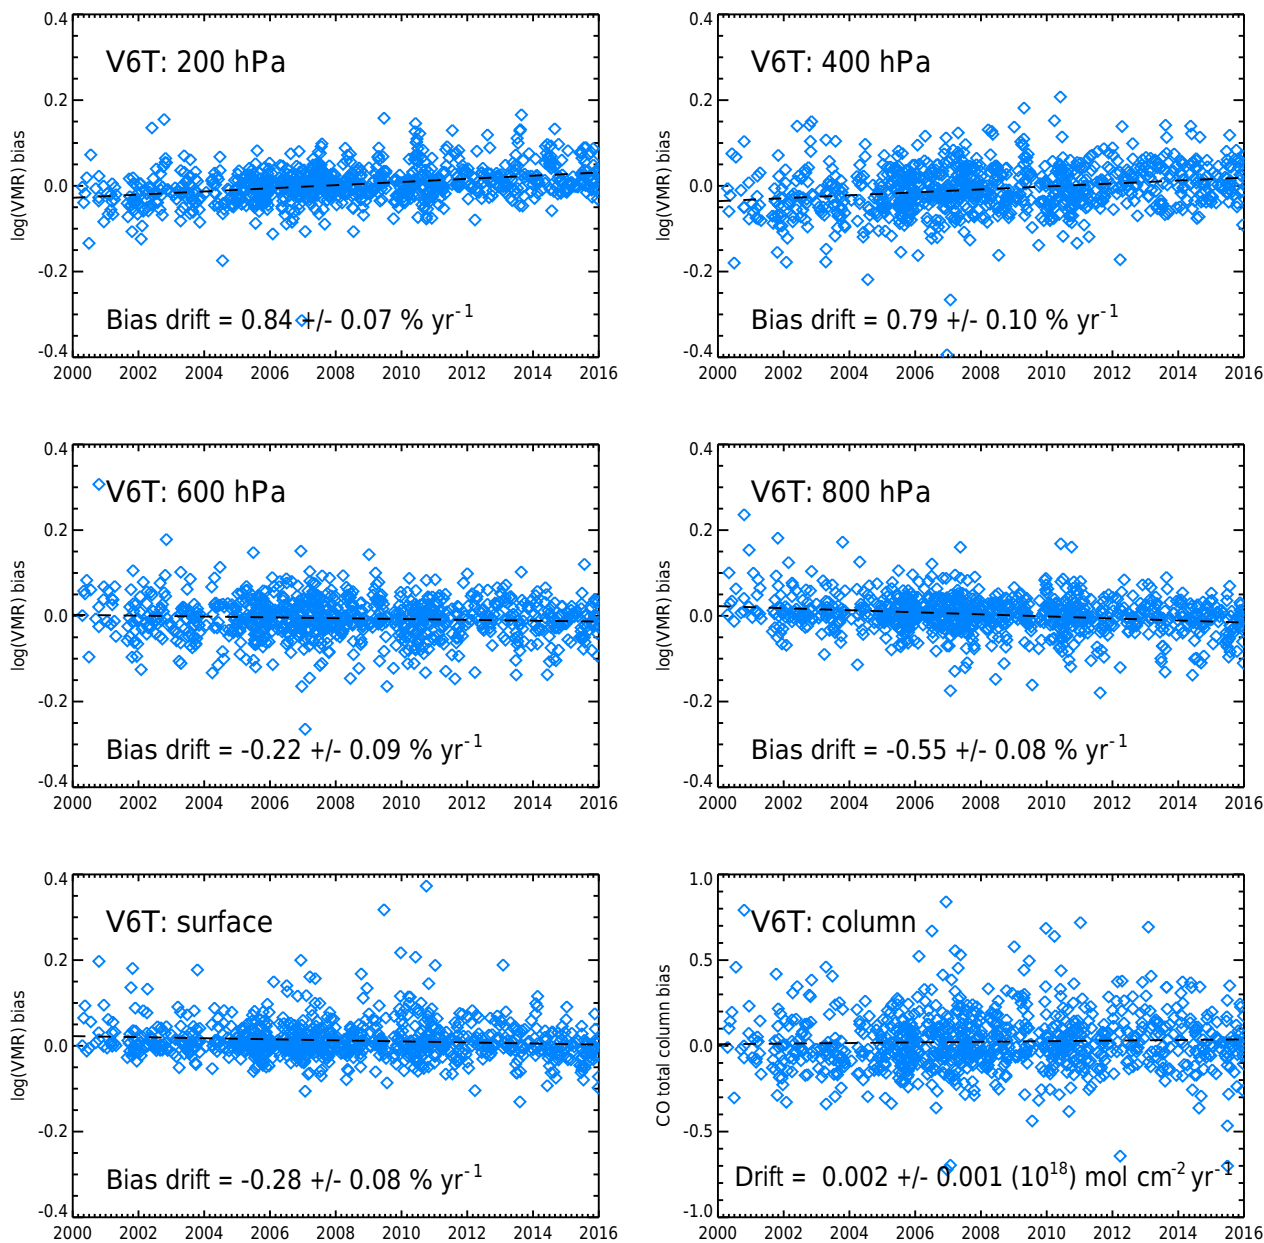 V6T: 200 hPa
0.4
0.2
0.0
-0.2
-0.4
log(VMR) bias
Bias drift = 0.84 +/- 0.07 % yr⁻¹
2000 2002 2004 2006 2008 2010 2012 2014 2016
V6T: 400 hPa
0.4
0.2
0.0
-0.2
-0.4
log(VMR) bias
Bias drift = 0.79 +/- 0.10 % yr⁻¹
2000 2002 2004 2006 2008 2010 2012 2014 2016
V6T: 600 hPa
0.4
0.2
0.0
-0.2
-0.4
log(VMR) bias
Bias drift = -0.22 +/- 0.09 % yr⁻¹
2000 2002 2004 2006 2008 2010 2012 2014 2016
V6T: 800 hPa
0.4
0.2
0.0
-0.2
-0.4
log(VMR) bias
Bias drift = -0.55 +/- 0.08 % yr⁻¹
2000 2002 2004 2006 2008 2010 2012 2014 2016
V6T: surface
0.4
0.2
0.0
-0.2
-0.4
log(VMR) bias
Bias drift = -0.28 +/- 0.08 % yr⁻¹
2000 2002 2004 2006 2008 2010 2012 2014 2016
V6T: column
1.0
0.5
0.0
-0.5
-1.0
CO total column bias
Drift = 0.002 +/- 0.001 (10¹⁸) mol cm⁻² yr⁻¹
2000 2002 2004 2006 2008 2010 2012 2014 2016